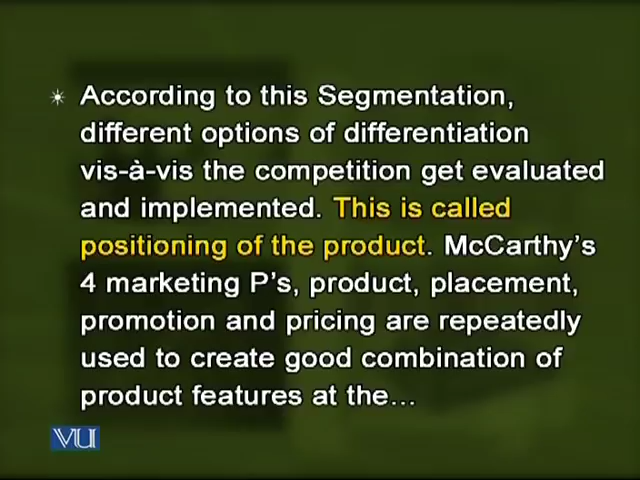 According to this Segmentation,
different options of differentiation
vis-à-vis the competition get evaluated
and implemented. This is called
positioning of the product. McCarthy's
4 marketing P's, product, placement,
promotion and pricing are repeatedly
used to create good combination of
product features at the...
VU